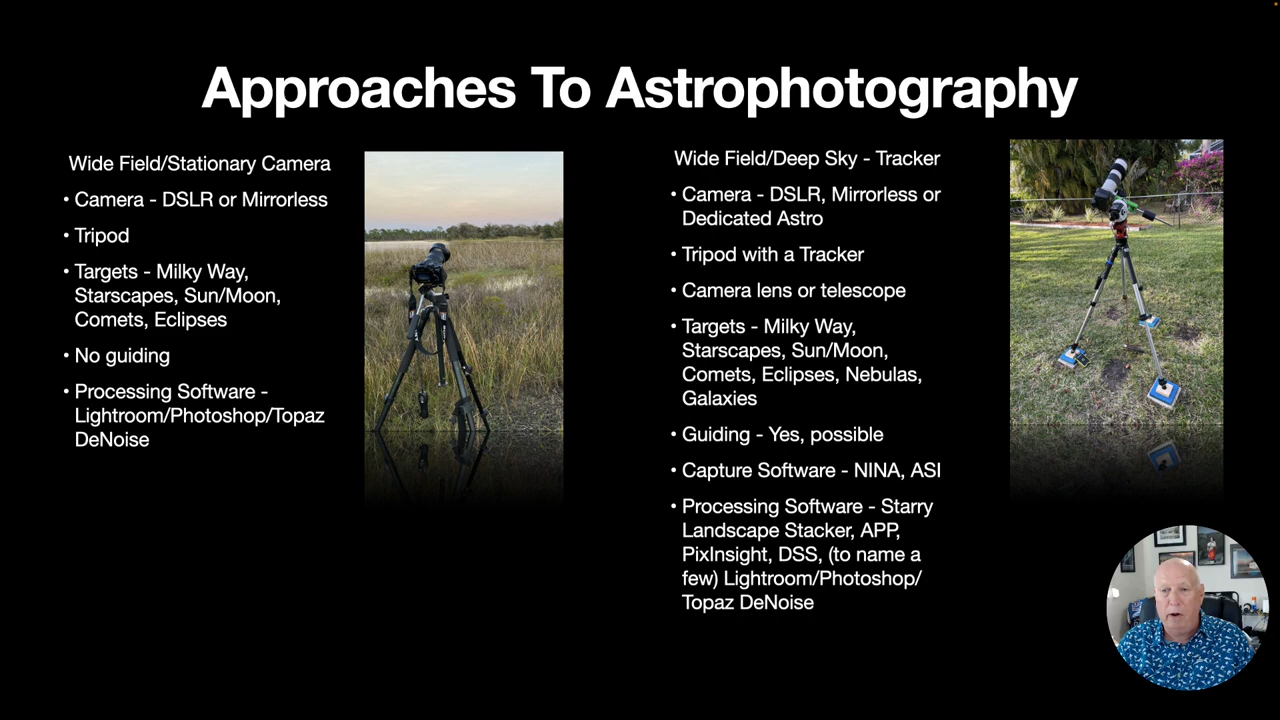 Approaches To Astrophotography
Wide Field/Stationary Camera
• Camera - DSLR or Mirrorless
• Tripod
• Targets - Milky Way,
Starscapes, Sun/Moon,
Comets, Eclipses
• No guiding
• Processing Software -
Lightroom/Photoshop/Topaz
DeNoise
Wide Field/Deep Sky - Tracker
• Camera - DSLR, Mirrorless or
Dedicated Astro
• Tripod with a Tracker
• Camera lens or telescope
• Targets - Milky Way,
Starscapes, Sun/Moon,
Comets, Eclipses, Nebulas,
Galaxies
• Guiding - Yes, possible
• Capture Software - NINA, ASI
• Processing Software - Starry
Landscape Stacker, APP,
PixInsight, DSS, (to name a
few) Lightroom/Photoshop/
Topaz DeNoise